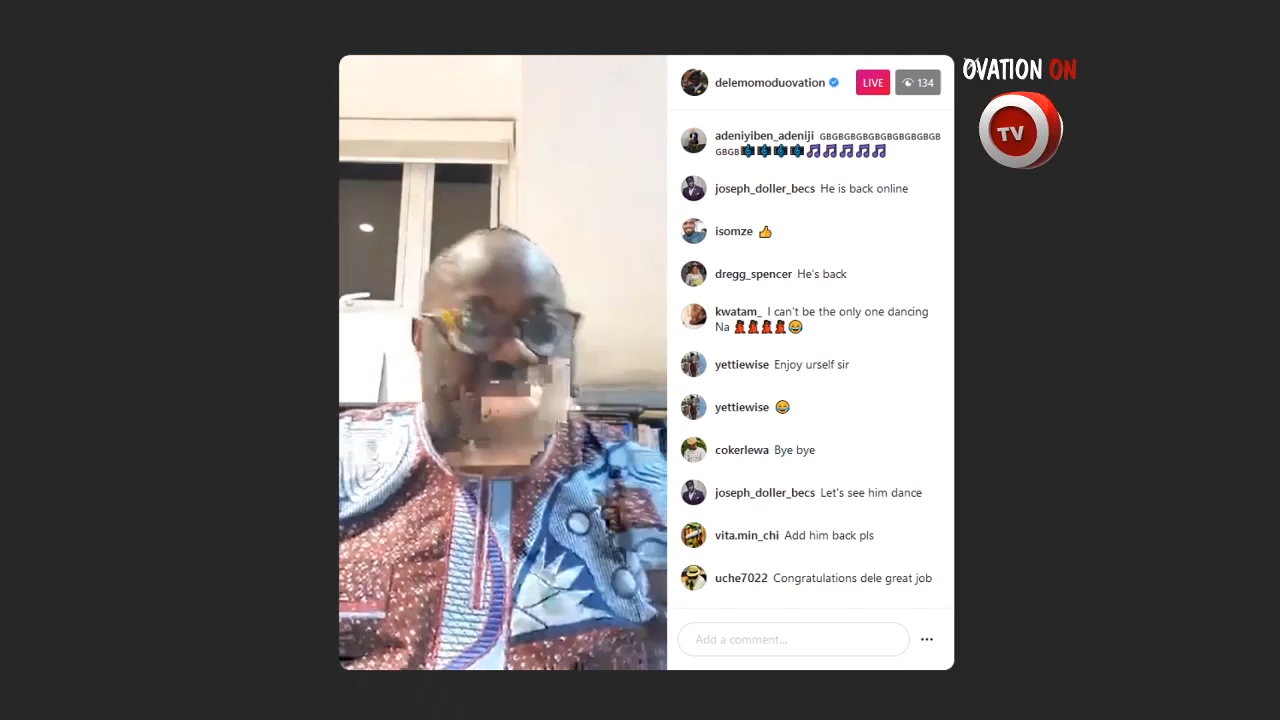 OVATION ON
TV
delemomoduovation
LIVE
134
adeniyiben_adeniji GBGBGBGBGBGBGBGBGBGB
GBGB🎼🎼🎼🎼🎵🎵🎵🎵🎵
joseph_doller_becs He is back online
isomze 👍
dregg_spencer He's back
kwatam_ I can't be the only one dancing
Na 💃💃💃💃😂
yettiewise Enjoy urself sir
yettiewise 😂
cokerlewa Bye bye
joseph_doller_becs Let's see him dance
vita.min_chi Add him back pls
uche7022 Congratulations dele great job
Add a comment...